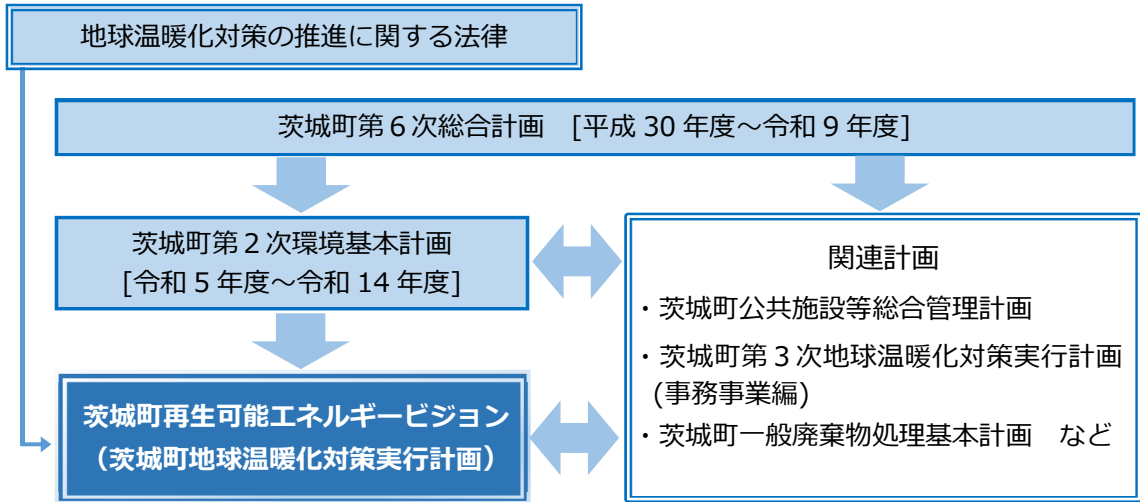 地球温暖化対策の推進に関する法律
茨城町第６次総合計画　[平成 30 年度～令和 9 年度]
茨城町第２次環境基本計画
[令和 5 年度～令和 14 年度]
茨城町再生可能エネルギービジョン
（茨城町地球温暖化対策実行計画）
関連計画
・茨城町公共施設等総合管理計画
・茨城町第３次地球温暖化対策実行計画
(事務事業編)
・茨城町一般廃棄物処理基本計画　など